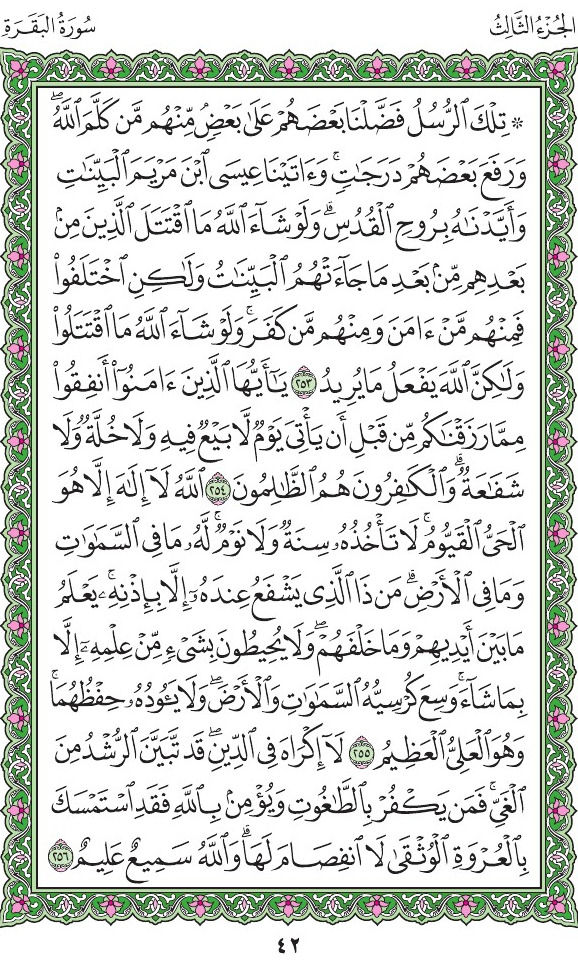 الجُزْءُ الثَّالِثُ
سُورَةُ البَقَرَةِ
۞ تِلْكَ ٱلرُّسُلُ فَضَّلْنَا بَعْضَهُمْ عَلَىٰ بَعْضٍۘ مِّنْهُم مَّن كَلَّمَ ٱللَّهُۖ
وَرَفَعَ بَعْضَهُمْ دَرَجَٰتٍۚ وَءَاتَيْنَا عِيسَى ٱبْنَ مَرْيَمَ ٱلْبَيِّنَٰتِ
وَأَيَّدْنَٰهُ بِرُوحِ ٱلْقُدُسِۗ وَلَوْ شَآءَ ٱللَّهُ مَا ٱقْتَتَلَ ٱلَّذِينَ مِنۢ
بَعْدِهِم مِّنۢ بَعْدِ مَا جَآءَتْهُمُ ٱلْبَيِّنَٰتُ وَلَٰكِنِ ٱخْتَلَفُوا۟
فَمِنْهُم مَّنْ ءَامَنَ وَمِنْهُم مَّن كَفَرَۚ وَلَوْ شَآءَ ٱللَّهُ مَا ٱقْتَتَلُوا۟
وَلَٰكِنَّ ٱللَّهَ يَفْعَلُ مَا يُرِيدُ ٢٥٣ يَٰٓأَيُّهَا ٱلَّذِينَ ءَامَنُوٓا۟ أَنفِقُوا۟
مِمَّا رَزَقْنَٰكُم مِّن قَبْلِ أَن يَأْتِىَ يَوْمٌ لَّا بَيْعٌ فِيهِ وَلَا خُلَّةٌ وَلَا
شَفَٰعَةٌۗ وَٱلْكَٰفِرُونَ هُمُ ٱلظَّٰلِمُونَ ٢٥٤ ٱللَّهُ لَآ إِلَٰهَ إِلَّا هُوَ
ٱلْحَىُّ ٱلْقَيُّومُۚ لَا تَأْخُذُهُۥ سِنَةٌ وَلَا نَوْمٌۚ لَّهُۥ مَا فِى ٱلسَّمَٰوَٰتِ
وَمَا فِى ٱلْأَرْضِۗ مَن ذَا ٱلَّذِى يَشْفَعُ عِندَهُۥٓ إِلَّا بِإِذْنِهِۦۚ يَعْلَمُ
مَا بَيْنَ أَيْدِيهِمْ وَمَا خَلْفَهُمْۖ وَلَا يُحِيطُونَ بِشَىْءٍ مِّنْ عِلْمِهِۦٓ إِلَّا
بِمَا شَآءَۚ وَسِعَ كُرْسِيُّهُ ٱلسَّمَٰوَٰتِ وَٱلْأَرْضَۖ وَلَا يَـُٔودُهُۥ حِفْظُهُمَاۚ
وَهُوَ ٱلْعَلِىُّ ٱلْعَظِيمُ ٢٥٥ لَآ إِكْرَاهَ فِى ٱلدِّينِۖ قَد تَّبَيَّنَ ٱلرُّشْدُ مِنَ
ٱلْغَىِّۚ فَمَن يَكْفُرْ بِٱلطَّٰغُوتِ وَيُؤْمِنۢ بِٱللَّهِ فَقَدِ ٱسْتَمْسَكَ
بِٱلْعُرْوَةِ ٱلْوُثْقَىٰ لَا ٱنفِصَامَ لَهَاۗ وَٱللَّهُ سَمِيعٌ عَلِيمٌ ٢٥٦
٤٢